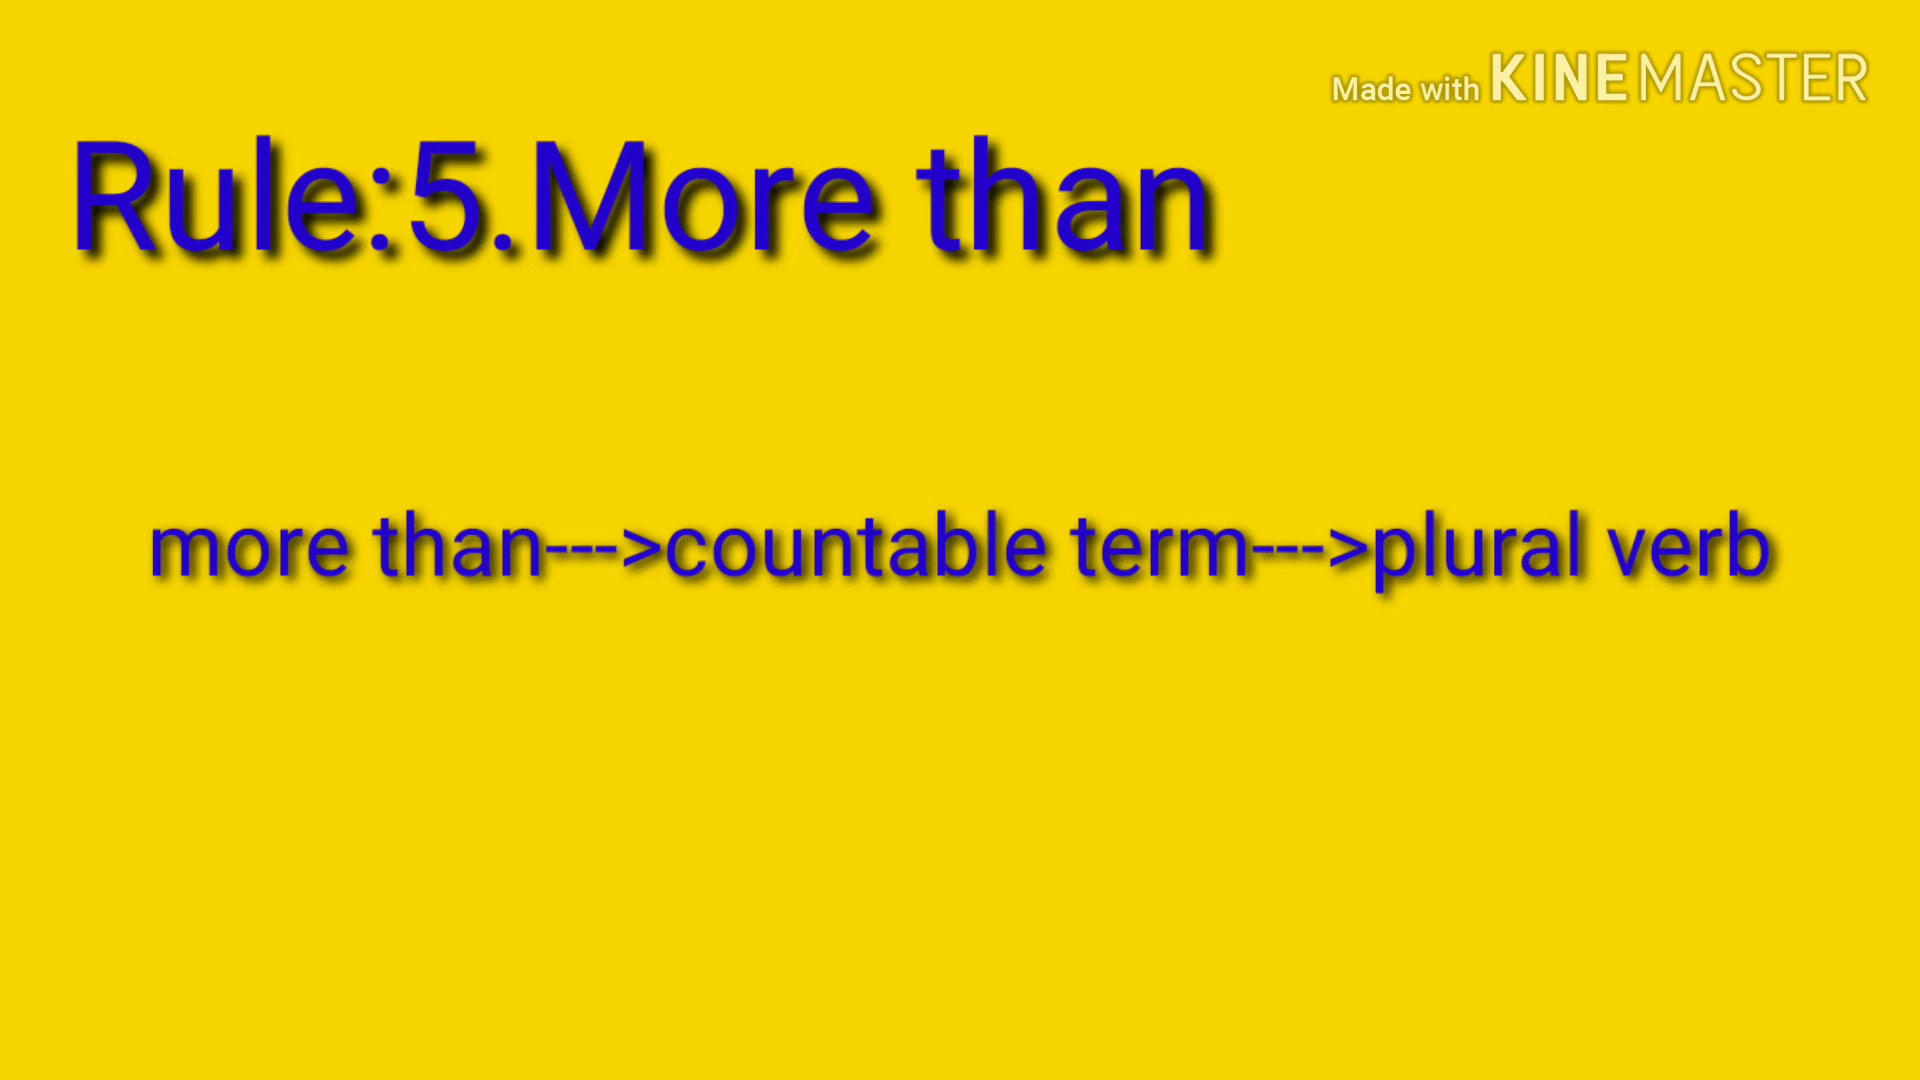 Made with KINEMASTER
Rule:5.More than
more than--->countable term--->plural verb